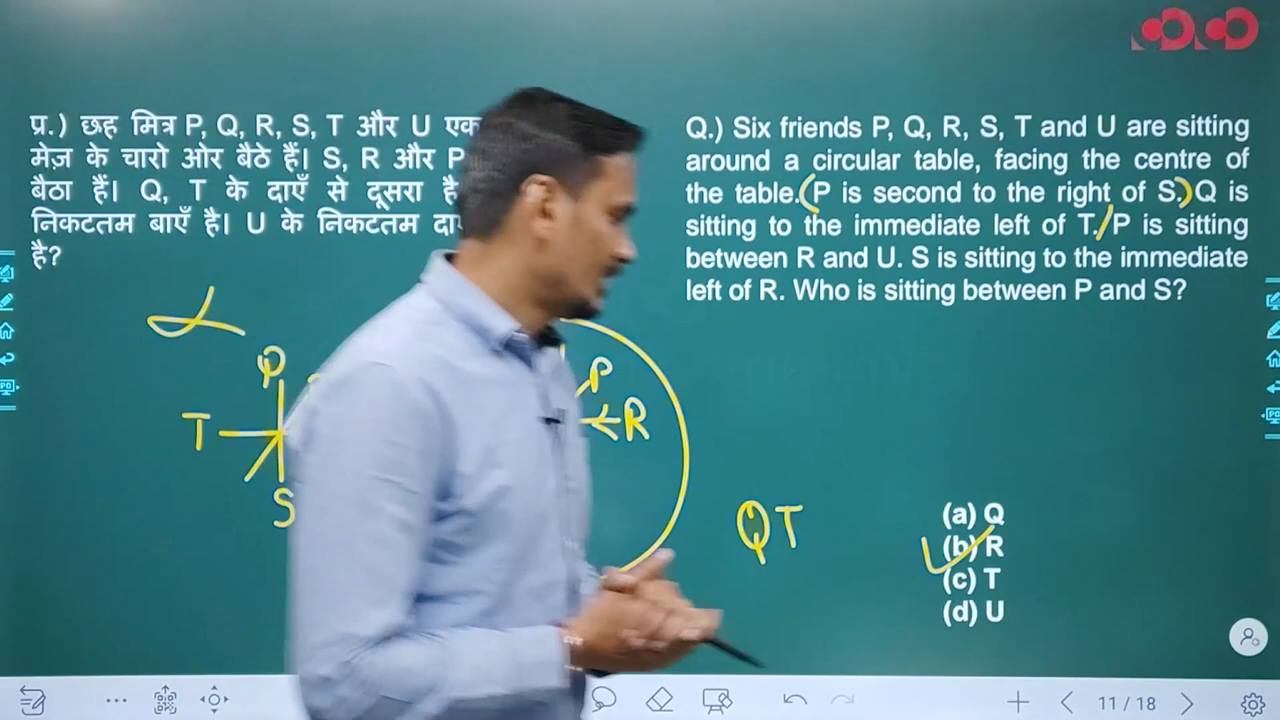 प्र.) छह मित्र P, Q, R, S, T और U एक
मेज़ के चारो ओर बैठे हैं। S, R और P
बैठा हैं। Q, T के दाएँ से दूसरा है
निकटतम बाएँ है। U के निकटतम
है?
Q.) Six friends P, Q, R, S, T and U are sitting
around a circular table, facing the centre of
the table. P is second to the right of S. Q is
sitting to the immediate left of T. P is sitting
between R and U. S is sitting to the immediate
left of R. Who is sitting between P and S?
P
T
S
P
R
QT
(a) Q
(b) R
(c) T
(d) U
11 / 18